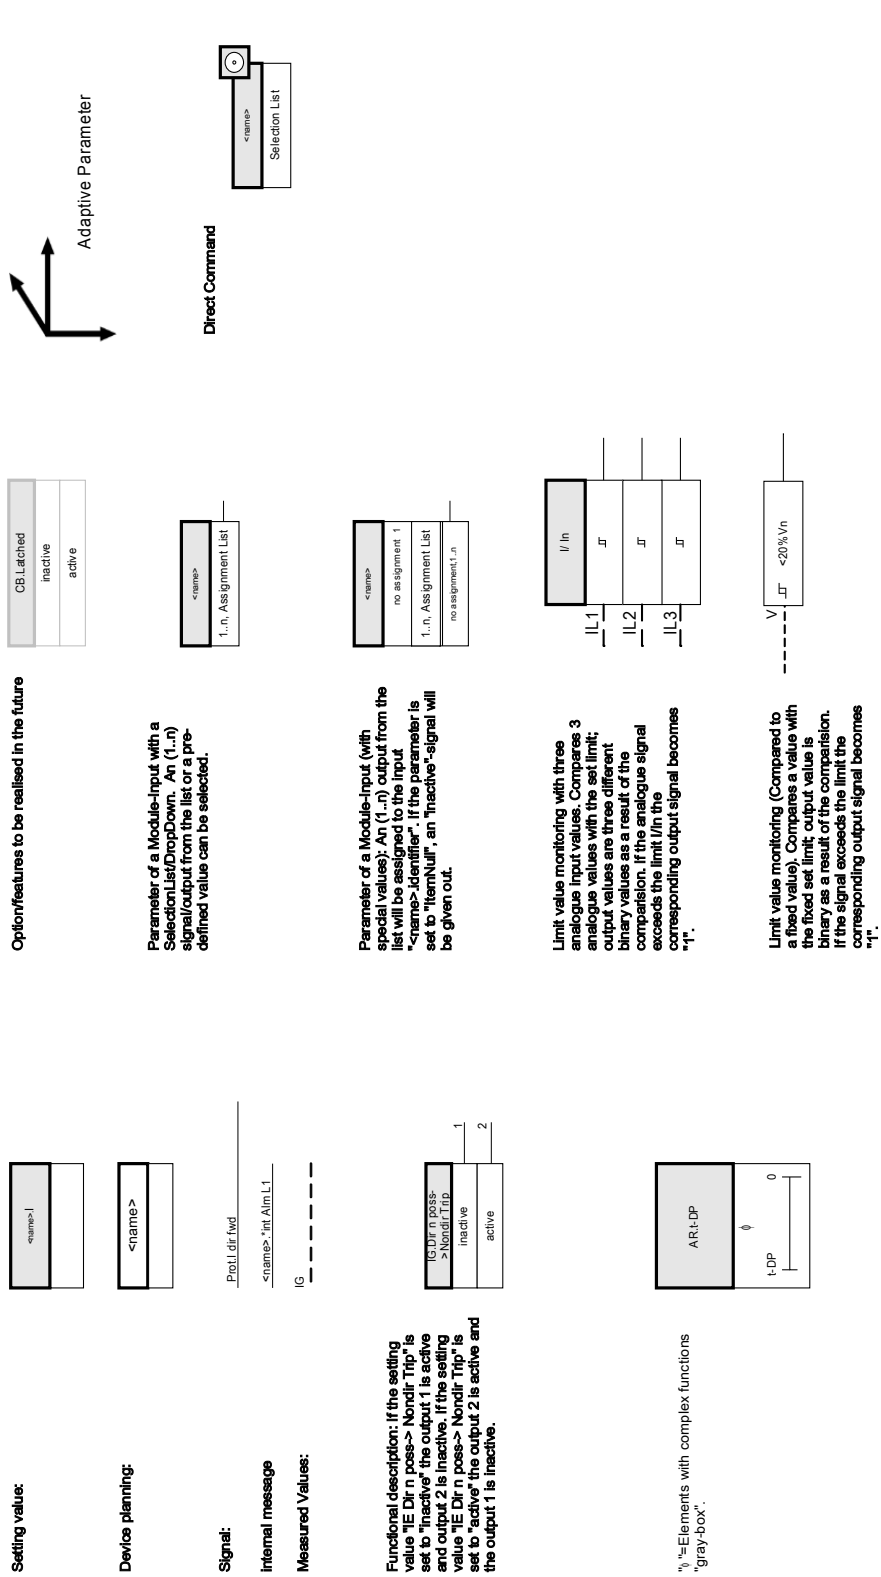 Setting value:
<name>.I
Device planning:
<name>
Signal:
Prot.I dir fwd
internal message
<name>.*int Alm L1
Measured Values:
IG
Functional description: If the setting
value "IE Dir n poss-> Nondir Trip" is
set to "inactive" the output 1 is active
and output 2 is inactive. If the setting
value "IE Dir n poss-> Nondir Trip" is
set to "active" the output 2 is active and
the output 1 is inactive.
IG.Dir n poss-
>Nondir Trip
inactive
1
active
2
"ϕ"=Elements with complex functions
"gray-box".
AR.t-DP
ϕ
t-DP
0
Option/features to be realised in the future
CB.Latched
inactive
active
Parameter of a Module-Input with a
SelectionList/DropDown. An (1..n)
signal/output from the list or a pre-
defined value can be selected.
<name>
1..n, Assignment List
Parameter of a Module-Input (with
special values): An (1..n) output from the
list will be assigned to the input
"<name>.identifier". If the parameter is
set to "ItemNull", an "inactive"-signal will
be given out.
<name>
no assignment 1
1..n, Assignment List
no assignment,1..n
Limit value monitoring with three
analogue input values. Compares 3
analogue values with the set limit;
output values are three different
binary values as a result of the
comparision. If the analogue signal
exceeds the limit I/In the
corresponding output signal becomes
"1".
I/ In
IL1
IL2
IL3
Limit value monitoring (Compared to
a fixed value). Compares a value with
the fixed set limit; output value is
binary as a result of the comparision.
If the signal exceeds the limit the
corresponding output signal becomes
"1".
V
<20% Vn
Adaptive Parameter
Direct Command
<name>
Selection List